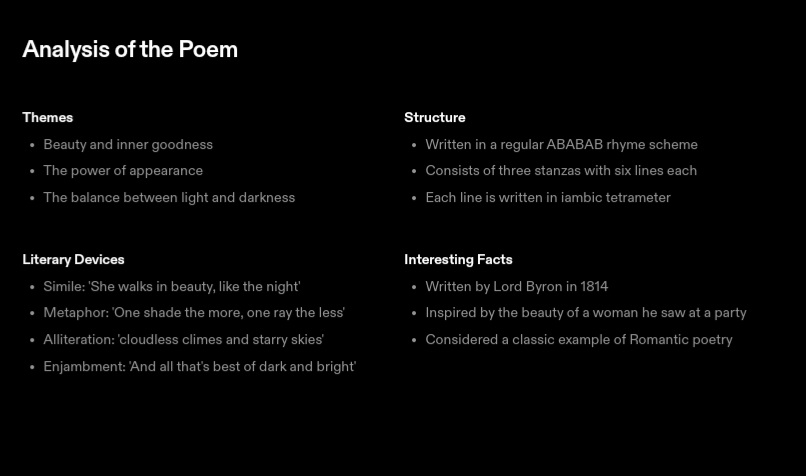 Analysis of the Poem
Themes
Beauty and inner goodness
The power of appearance
The balance between light and darkness
Structure
Written in a regular ABABAB rhyme scheme
Consists of three stanzas with six lines each
Each line is written in iambic tetrameter
Literary Devices
Simile: 'She walks in beauty, like the night'
Metaphor: 'One shade the more, one ray the less'
Alliteration: 'cloudless climes and starry skies'
Enjambment: 'And all that's best of dark and bright'
Interesting Facts
Written by Lord Byron in 1814
Inspired by the beauty of a woman he saw at a party
Considered a classic example of Romantic poetry